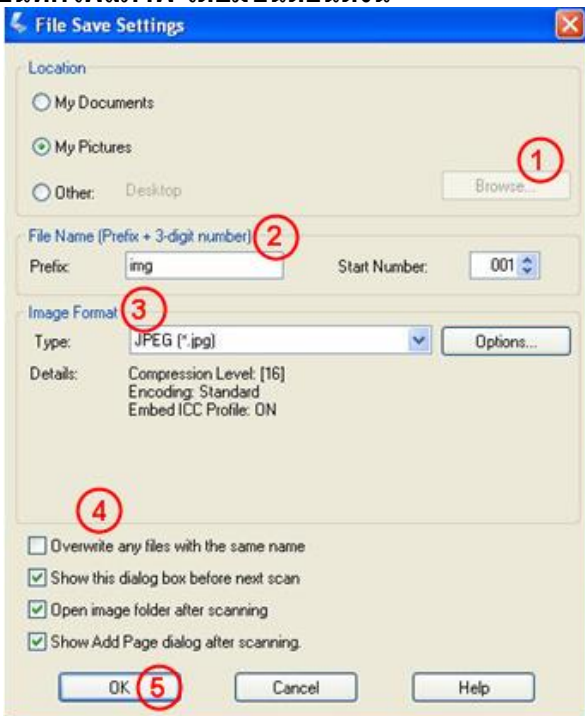 File Save Settings
Location
My Documents
My Pictures
1
Other: Desktop Browse...
File Name (Prefix + 3-digit number) 2
Prefix: img Start Number: 001
Image Format 3
Type: JPEG (*.jpg) Options...
Details: Compression Level: [16]
Encoding: Standard
Embed ICC Profile: ON
4
Overwrite any files with the same name
Show this dialog box before next scan
Open image folder after scanning
Show Add Page dialog after scanning.
OK 5 Cancel Help